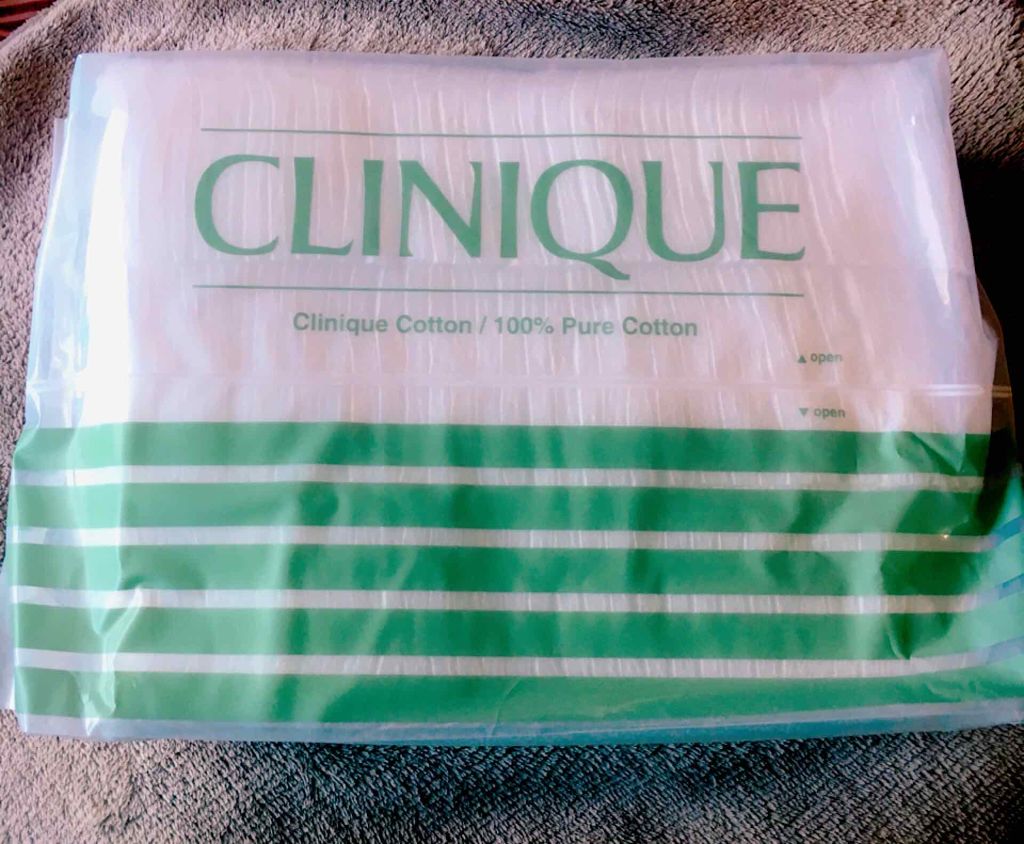 CLINIQUE
Clinique Cotton / 100% Pure Cotton
▲ open
▼ open